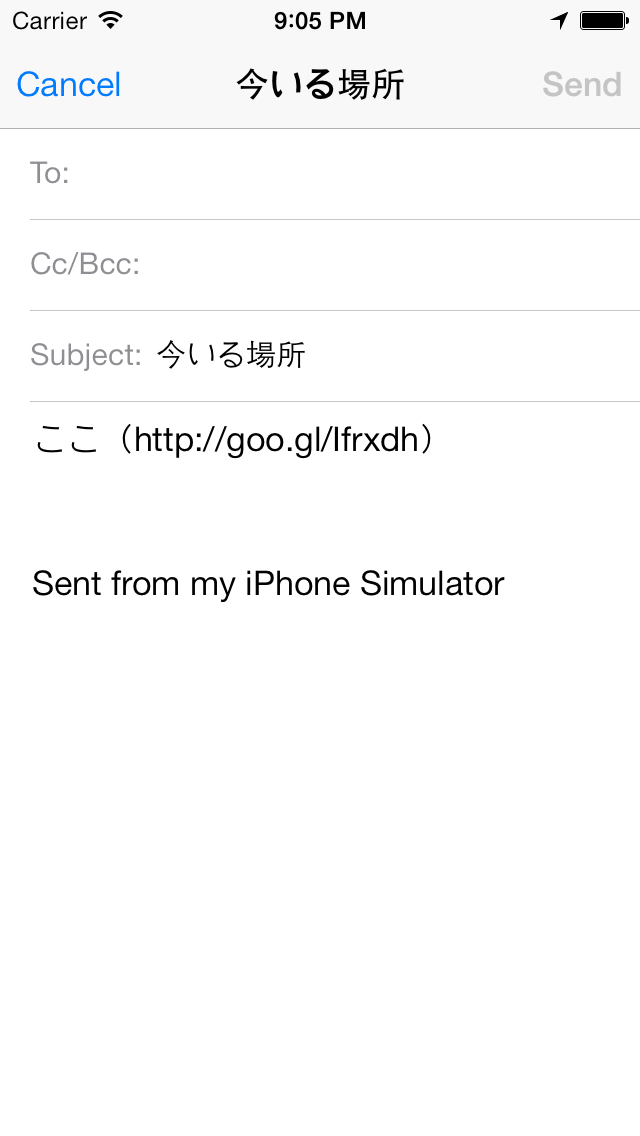 Carrier 9:05 PM
Cancel 今いる場所 Send
To:
Cc/Bcc:
Subject: 今いる場所
ここ（http://goo.gl/lfrxdh）
Sent from my iPhone Simulator